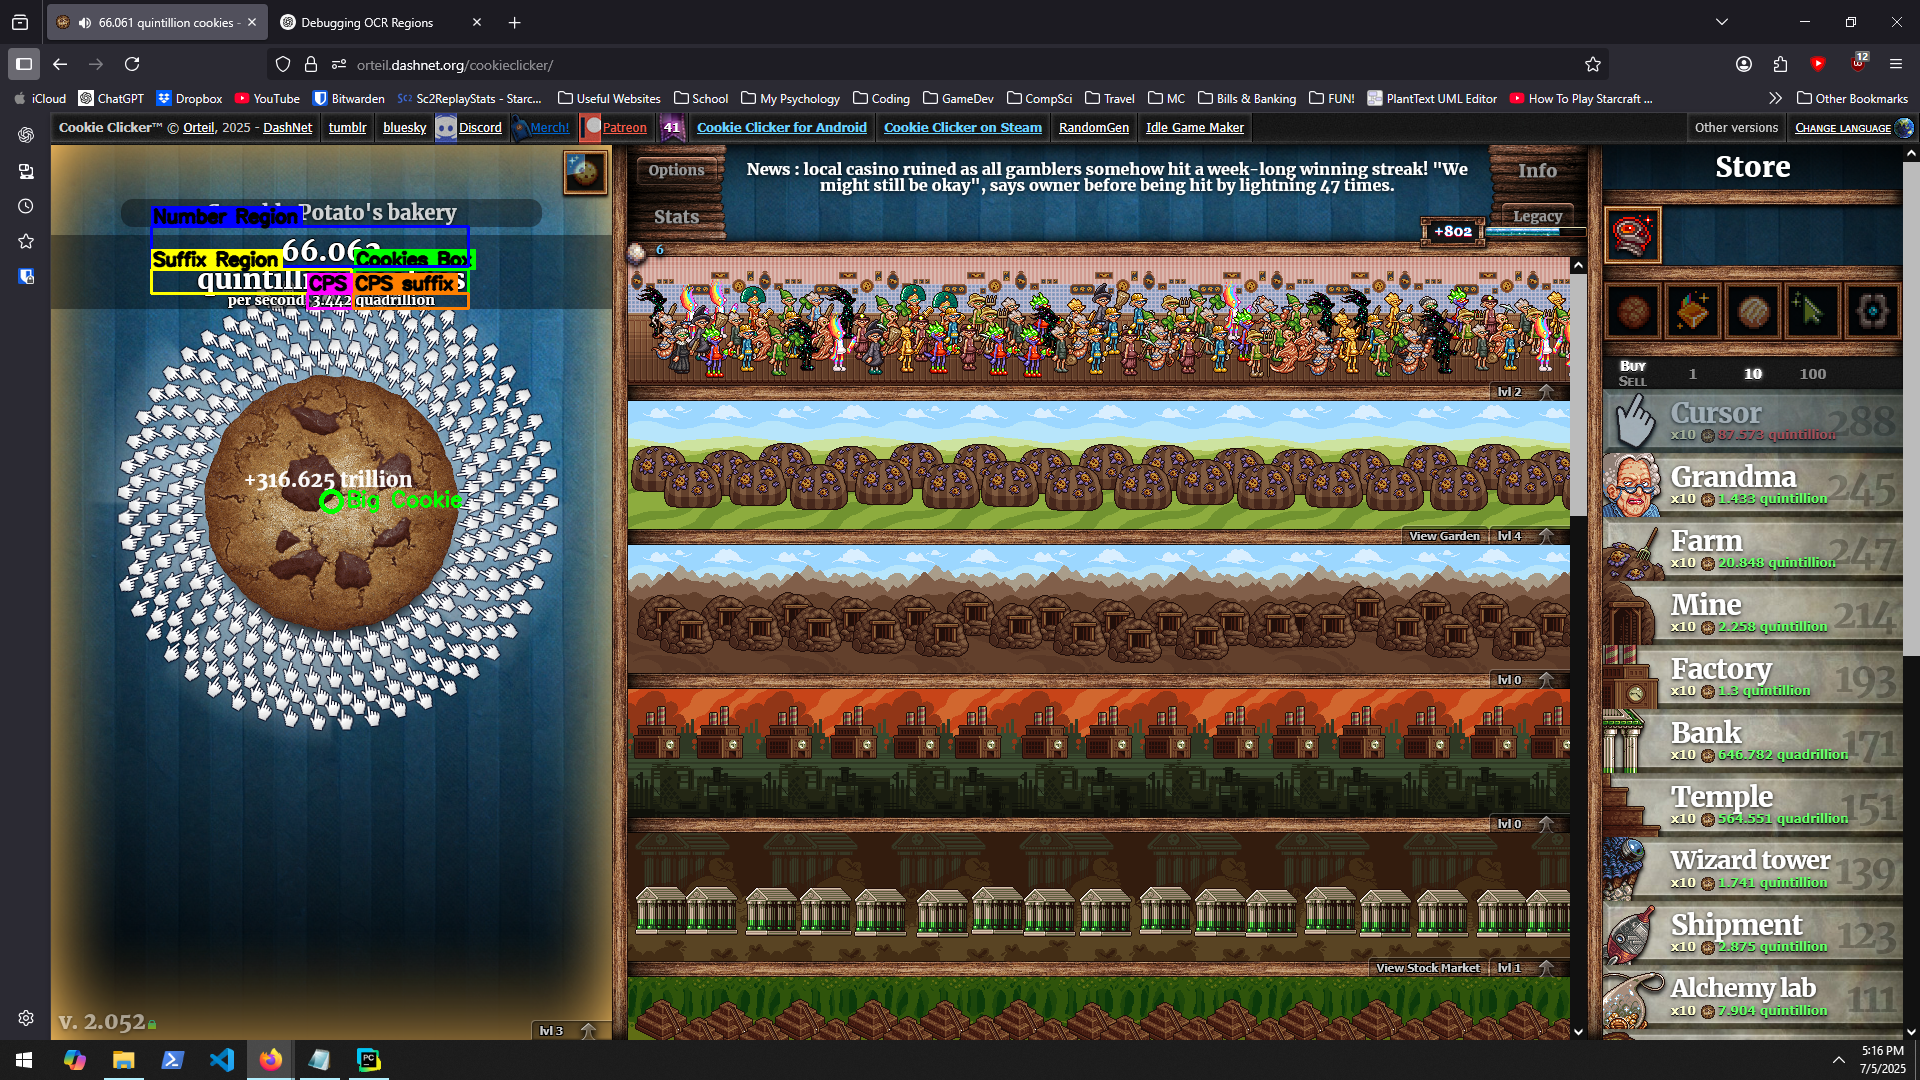 66.061 quintillion cookies -
Debugging OCR Regions
orteil.dashnet.org/cookieclicker/
12
iCloud
ChatGPT
Dropbox
YouTube
Bitwarden
Sc2ReplayStats - Starc...
Useful Websites
School
My Psychology
Coding
GameDev
CompSci
Travel
MC
Bills & Banking
FUN!
PlantText UML Editor
How To Play Starcraft ...
Other Bookmarks
Cookie Clicker™ © Orteil, 2025 - DashNet
tumblr
bluesky
Discord
Merch!
Patreon
41
Cookie Clicker for Android
Cookie Clicker on Steam
RandomGen
Idle Game Maker
Other versions
Change language
Potato's bakery
Number Region
66.062
Suffix Region
Cookies Box
CPS
CPS suffix
per second: 3.442 quadrillion
+316.625 trillion
Big Cookie
v. 2.052
lvl 3
Options
Stats
News : local casino ruined as all gamblers somehow hit a week-long winning streak! "We
might still be okay", says owner before being hit by lightning 47 times.
Info
Legacy
+802
6
lvl 2
View Garden
lvl 4
lvl 0
lvl 0
View Stock Market
lvl 1
Store
Buy
Sell
1
10
100
Cursor
x10 87.573 quintillion
288
Grandma
x10 1.433 quintillion
245
Farm
x10 20.848 quintillion
247
Mine
x10 2.258 quintillion
214
Factory
x10 1.3 quintillion
193
Bank
x10 646.782 quadrillion
171
Temple
x10 564.551 quadrillion
151
Wizard tower
x10 1.741 quintillion
139
Shipment
x10 2.875 quintillion
123
Alchemy lab
x10 7.904 quintillion
111
PC
5:16 PM
7/5/2025